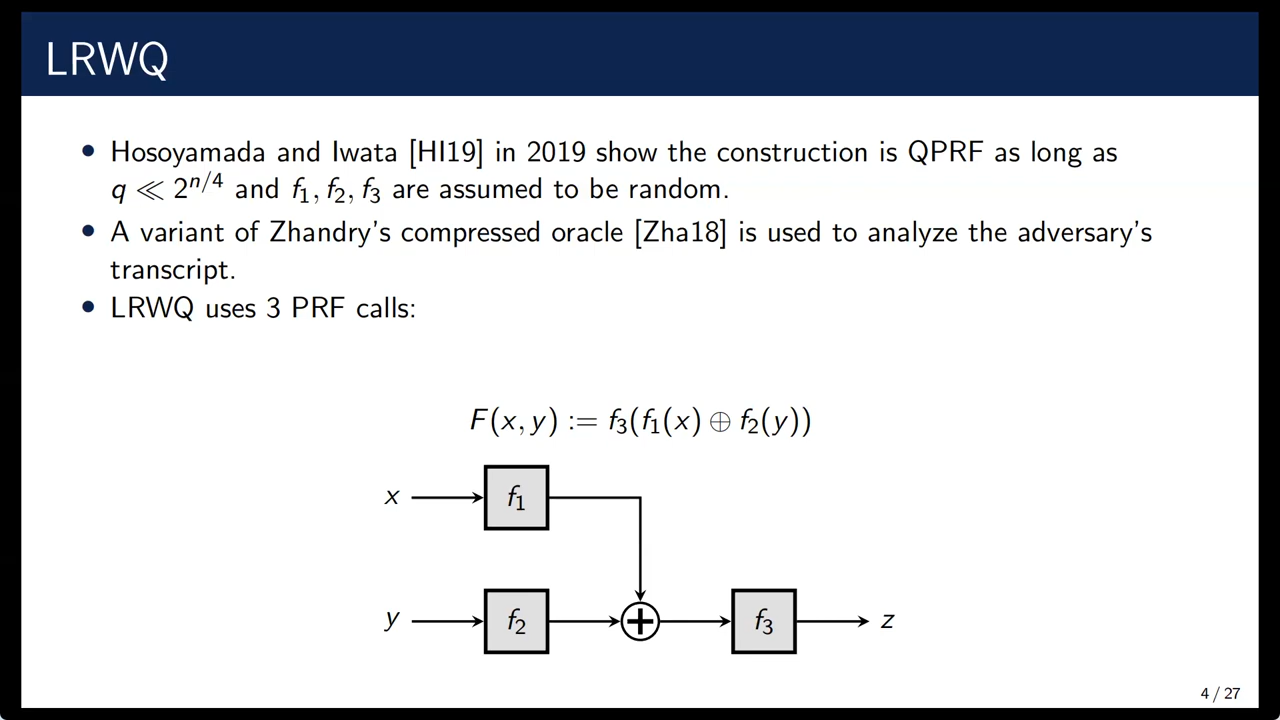 LRWQ
• Hosoyamada and Iwata [HI19] in 2019 show the construction is QPRF as long as
q ≪ 2^{n/4} and f₁, f₂, f₃ are assumed to be random.
• A variant of Zhandry's compressed oracle [Zha18] is used to analyze the adversary's
transcript.
• LRWQ uses 3 PRF calls:
F(x, y) := f₃(f₁(x) ⊕ f₂(y))
x f₁
y f₂ + f₃ z
4 / 27